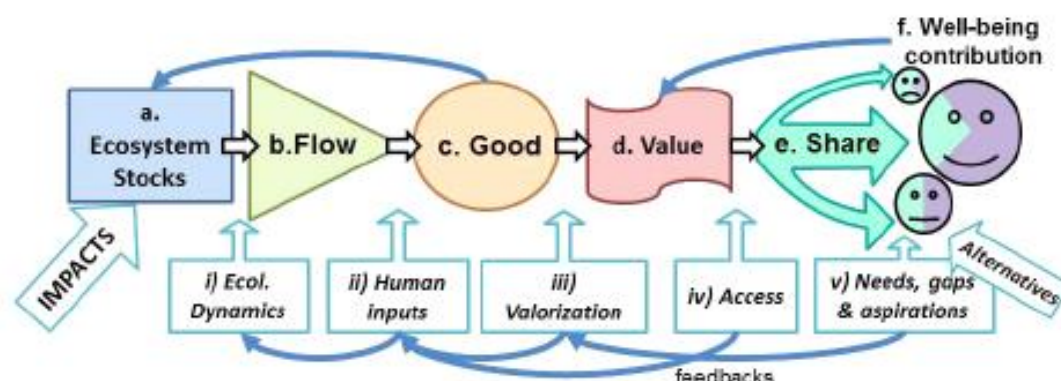 f. Well-being
contribution
a.
Ecosystem
Stocks
b.Flow
c. Good
d. Value
e. Share
IMPACTS
i) Ecol.
Dynamics
ii) Human
inputs
iii)
Valorization
iv) Access
v) Needs, gaps
& aspirations
Alternatives
feedbacks